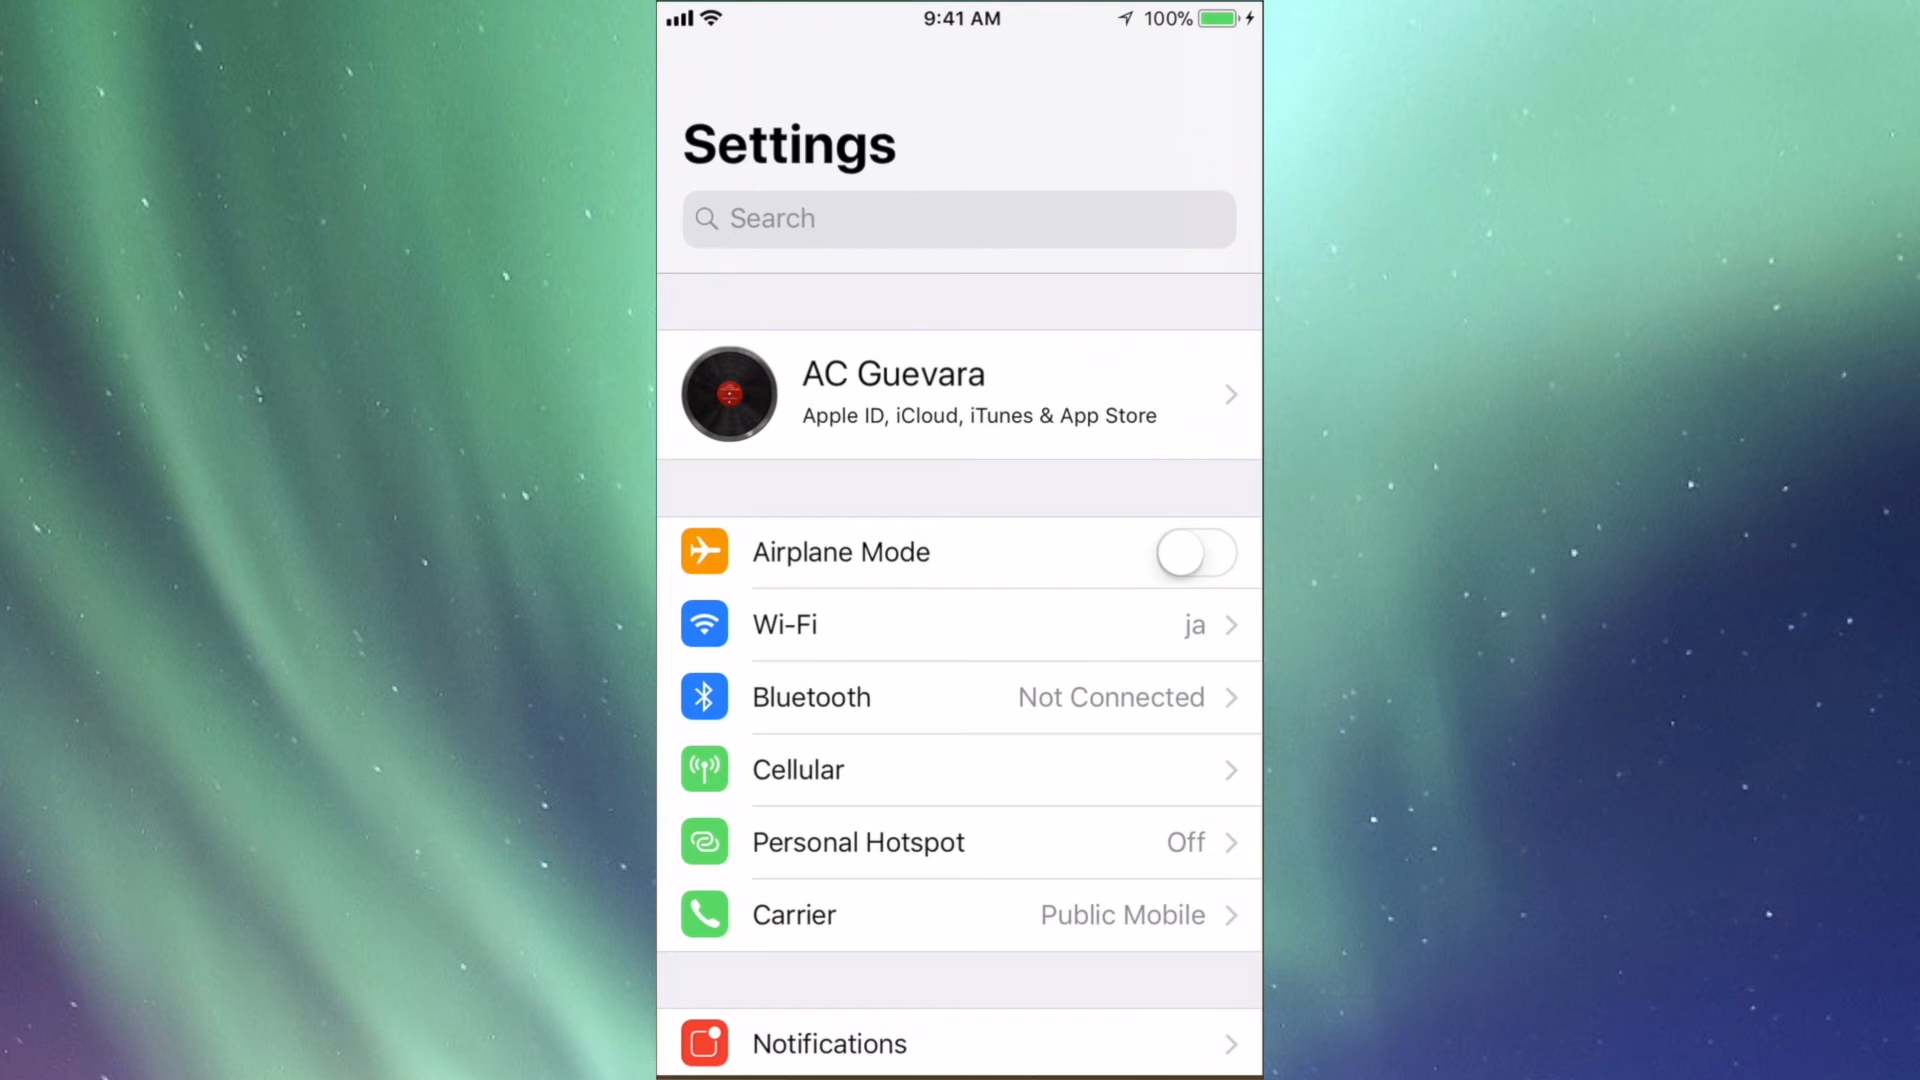 9:41 AM 100%
Settings
Search
AC Guevara
Apple ID, iCloud, iTunes & App Store
Airplane Mode
Wi-Fi ja
Bluetooth Not Connected
Cellular
Personal Hotspot Off
Carrier Public Mobile
Notifications